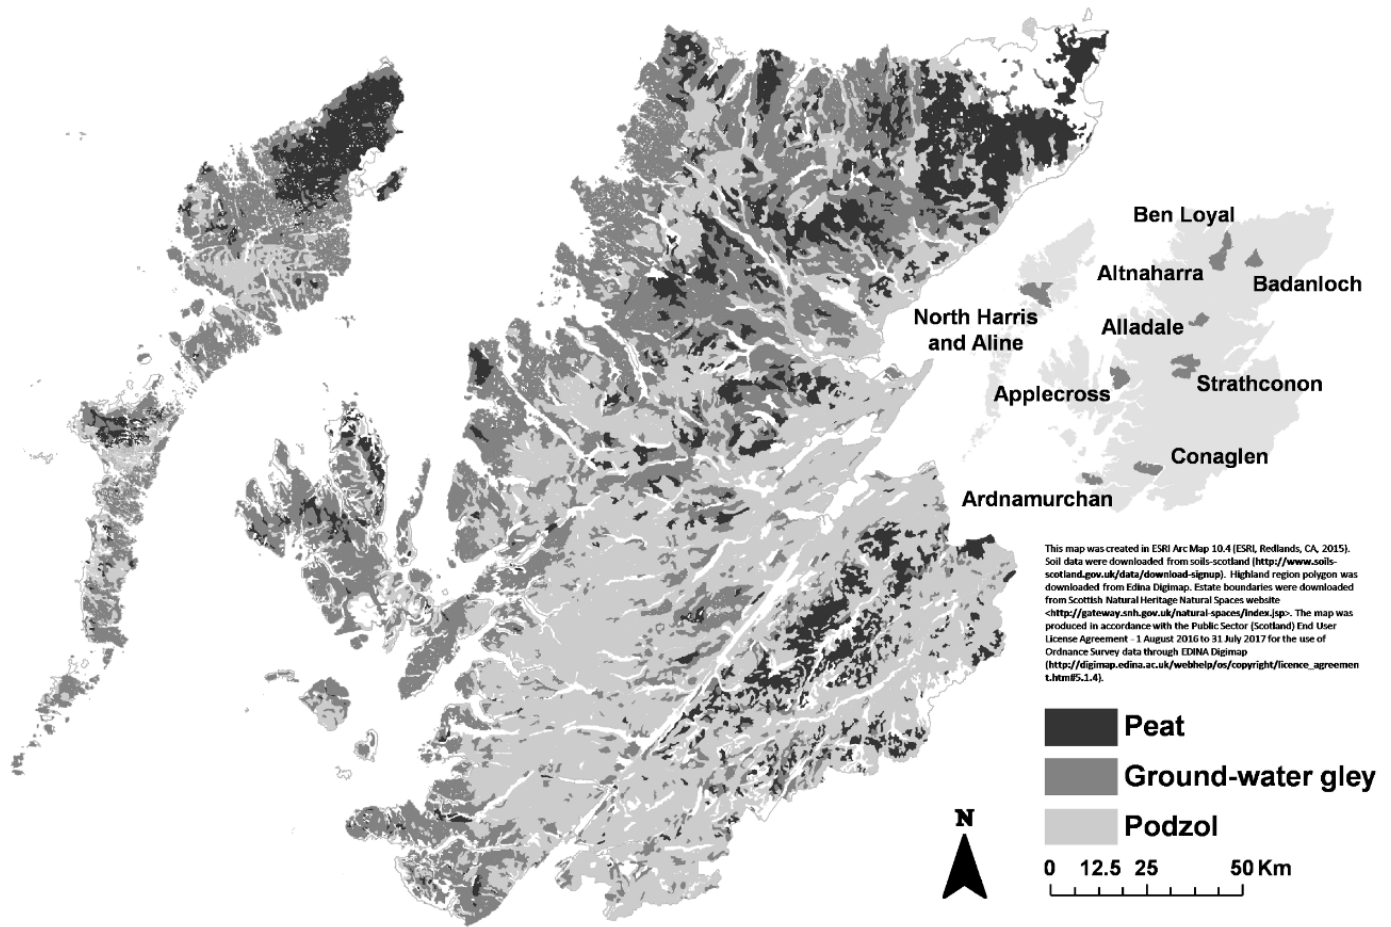 Ben Loyal
Altnaharra
Badanloch
North Harris
and Aline
Alladale
Applecross
Strathconon
Conaglen
Ardnamurchan
This map was created in ESRI Arc Map 10.4 (ESRI, Redlands, CA, 2015).
Soil data were downloaded from soils-scotland (http://www.soils-
scotland.gov.uk/data/download-signup). Highland region polygon was
downloaded from Edina Digimap. Estate boundaries were downloaded
from Scottish Natural Heritage Natural Spaces website
<http://gateway.snh.gov.uk/natural-spaces/index.jsp>. The map was
produced in accordance with the Public Sector (Scotland) End User
License Agreement - 1 August 2016 to 31 July 2017 for the use of
Ordnance Survey data through EDINA Digimap
(http://digimap.edina.ac.uk/webhelp/os/copyright/licence_agreemen
t.htm#5.1.4).
Peat
Ground-water gley
Podzol
N
0 12.5 25 50 Km